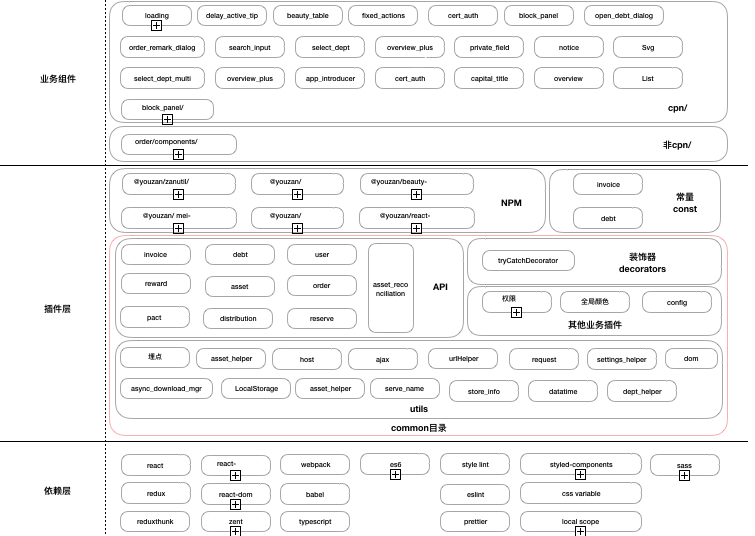 loading delay_active_tip beauty_table fixed_actions cert_auth block_panel open_debt_dialog
order_remark_dialog search_input select_dept overview_plus private_field notice Svg
业务组件
select_dept_multi overview_plus app_introducer cert_auth capital_title overview List
block_panel/ cpn/
order/components/ 非cpn/
@youzan/zanutil/ @youzan/ @youzan/beauty- invoice
NPM 常量
const
@youzan/ mei- @youzan/ @youzan/react- debt
invoice debt user
tryCatchDecorator 装饰器
decorators
reward asset order asset_reco
nciliation API
权限 全局颜色 config
插件层
pact distribution reserve 其他业务插件
埋点 asset_helper host ajax urlHelper request settings_helper dom
async_download_mgr LocalStorage asset_helper serve_name store_info datatime dept_helper
utils
common目录
react react- webpack es6 style lint styled-components sass
依赖层
redux react-dom babel eslint css variable
reduxthunk zent typescript prettier local scope